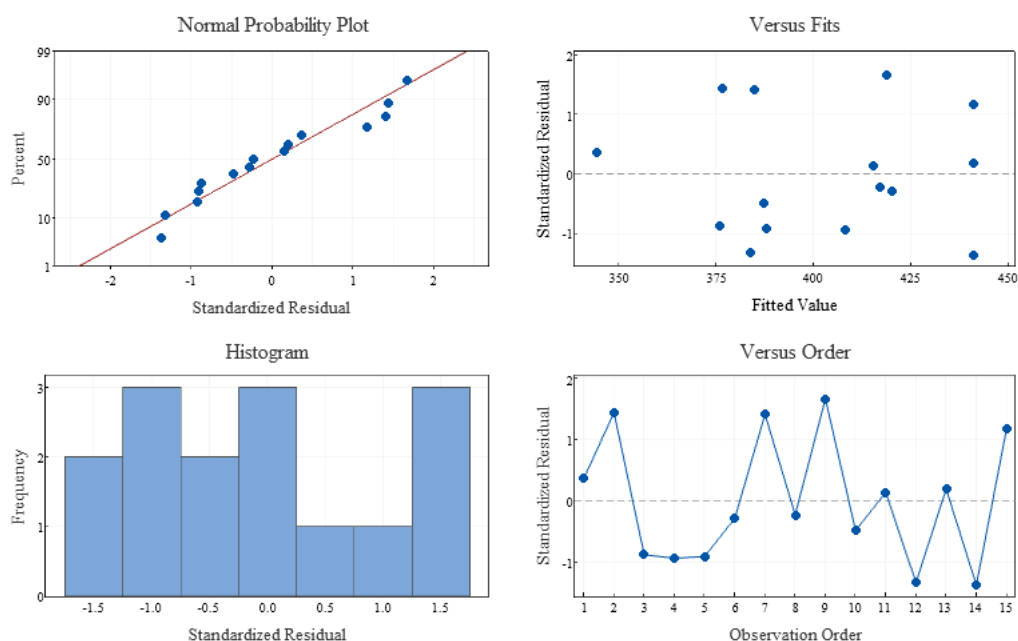 Normal Probability Plot
99
90
50
10
1
Percent
-2 -1 0 1 2
Standardized Residual
Versus Fits
2
1
0
-1
Standardized Residual
350 375 400 425 450
Fitted Value
Histogram
3
2
1
0
Frequency
-1.5 -1.0 -0.5 0.0 0.5 1.0 1.5
Standardized Residual
Versus Order
2
1
0
-1
Standardized Residual
1 2 3 4 5 6 7 8 9 10 11 12 13 14 15
Observation Order